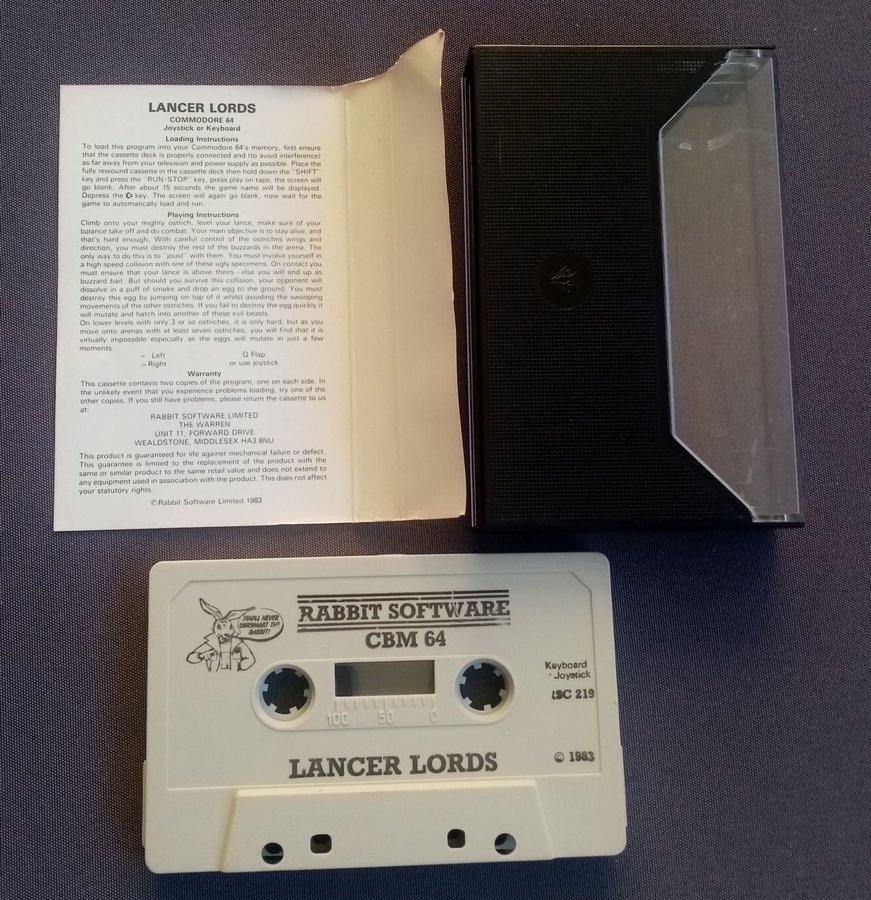 LANCER LORDS
COMMODORE 64
Joystick or Keyboard
Loading Instructions
To load this program into your Commodore 64's memory, first ensure
that the cassette deck is properly connected and (to avoid interference)
as far away from your television and power supply as possible. Place the
fully rewound cassette in the cassette deck then hold down the "SHIFT"
key and press the "RUN/STOP" key, press play on tape, the screen will
go blank. After about 15 seconds the game name will be displayed.
Depress the C= key. The screen will again go blank, now wait for the
game to automatically load and run.
Playing Instructions
Climb onto your mighty ostrich, level your lance, make sure of your
balance take off and do combat. Your main objective is to stay alive, and
that's hard enough. With careful control of the ostriches wings and
direction, you must destroy the rest of the buzzards in the arena. The
only way to do this is to "joust" with them. You must involve yourself in
a high speed collision with one of these ugly specimens. On contact you
must ensure that your lance is above theirs - else you will end up as
buzzard bait. But should you survive this collision, your opponent will
dissolve in a puff of smoke and drop an egg to the ground. You must
destroy this egg by jumping on top of it whilst avoiding the swooping
movements of the other ostriches. If you fail to destroy the egg quickly it
will mutate and hatch into another of these evil beasts.
On lower levels with only 3 or so ostriches, it is only hard, but as you
move onto arenas with at least seven ostriches, you will find that it is
virtually impossible especially as the eggs will mutate in just a few
moments.
< Left Q Flap
> Right or use joystick
Warranty
This cassette contains two copies of the program, one on each side. In
the unlikely event that you experience problems loading, try one of the
other copies. If you still have problems, please return the cassette to us
at:
RABBIT SOFTWARE LIMITED
THE WARREN
UNIT 11, FORWARD DRIVE
WEALDSTONE, MIDDLESEX HA3 8NU
This product is guaranteed for life against mechanical failure or defect.
This guarantee is limited to the replacement of the product with the
same or similar product to the same retail value and does not extend to
any equipment used in association with the product. This does not affect
your statutory rights.
©Rabbit Software Limited 1983
YOU'LL NEVER
OUTSMART THE
RABBIT!
RABBIT SOFTWARE
CBM 64
Keyboard
· Joystick
RSC 219
100 50 0
© 1983
LANCER LORDS